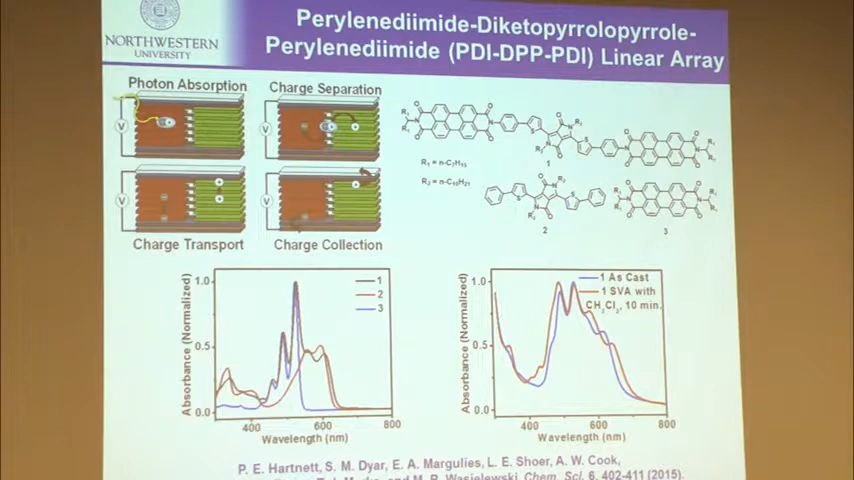 NORTHWESTERN
UNIVERSITY
Perylenediimide-Diketopyrrolopyrrole-
Perylenediimide (PDI-DPP-PDI) Linear Array
Photon Absorption
Charge Separation
V
V
V
V
Charge Transport
Charge Collection
R₁ = n-C₇H₁₅
R₂ = n-C₁₀H₂₁
1
2
3
Absorbance (Normalized)
1.0
0.5
0.0
400
600
800
Wavelength (nm)
1
2
3
Absorbance (Normalized)
1.0
0.5
0.0
400
600
800
Wavelength (nm)
1 As Cast
1 SVA with
CH₂Cl₂, 10 min.
P. E. Hartnett, S. M. Dyar, E. A. Margulies, L. E. Shoer, A. W. Cook,
Marks, and M. R. Wasielewski, Chem. Sci. 6, 402-411 (2015).